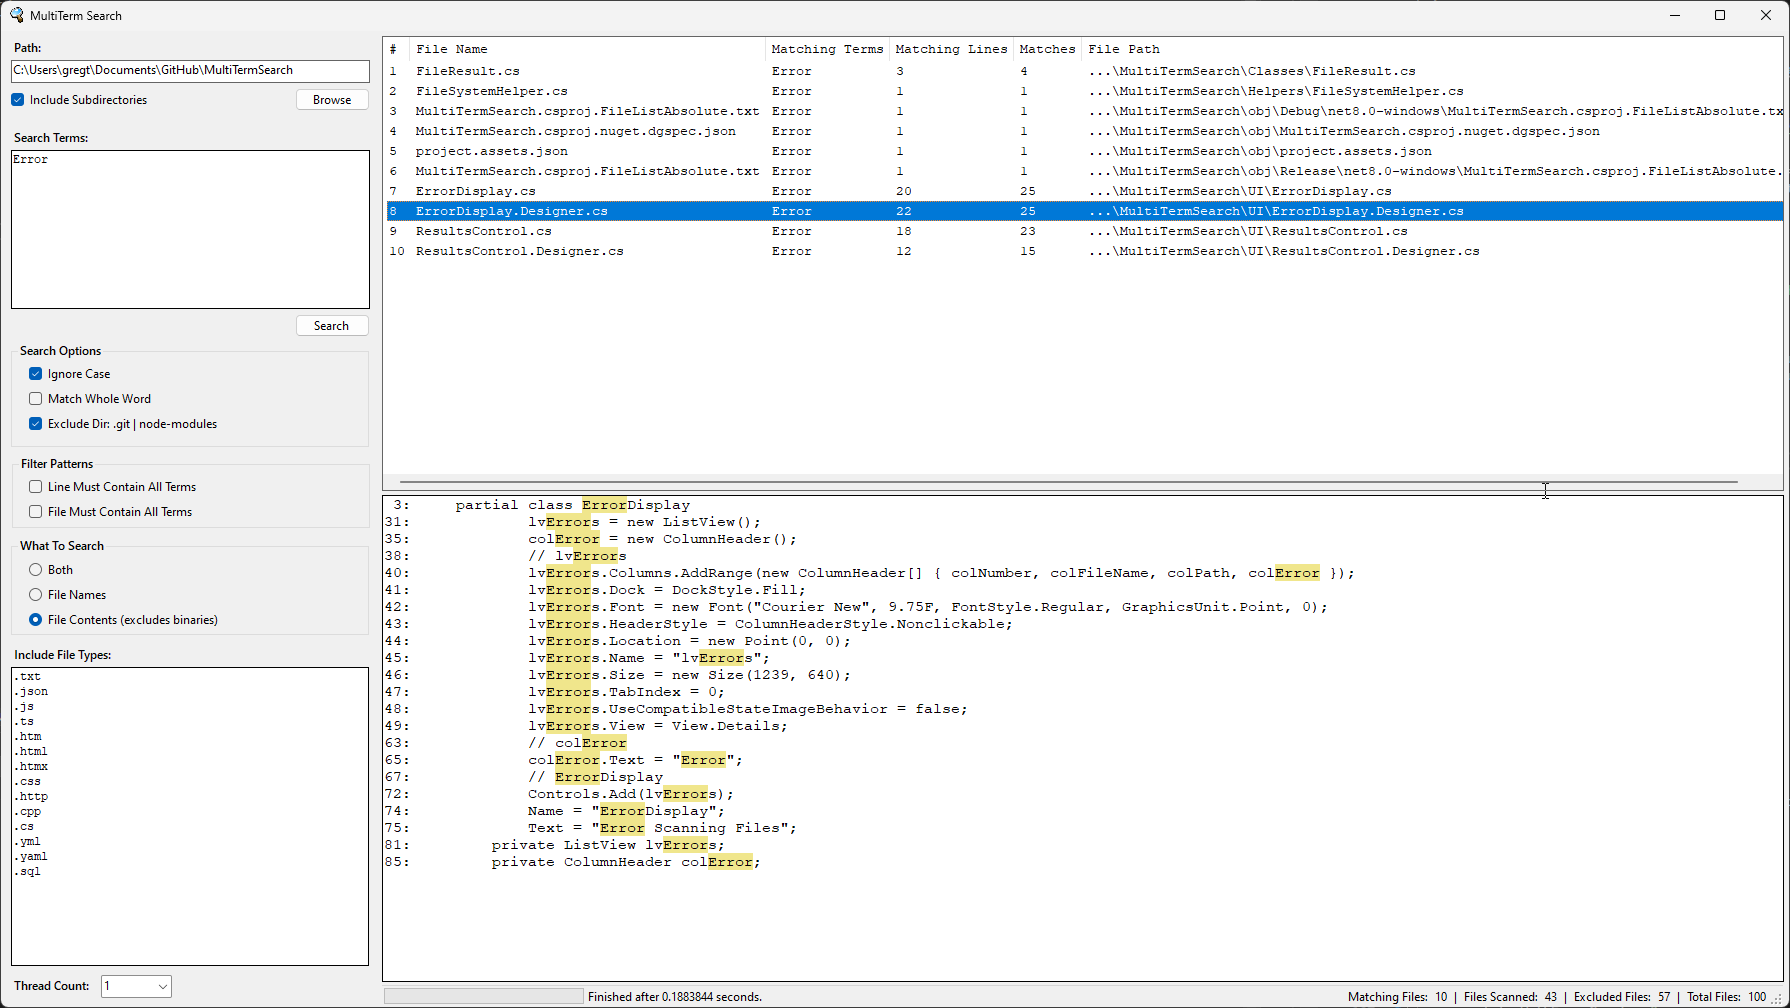 MultiTerm Search
Path:
C:\Users\gregt\Documents\GitHub\MultiTermSearch
Include Subdirectories
Browse
Search Terms:
Error
Search
Search Options
Ignore Case
Match Whole Word
Exclude Dir: .git | node-modules
Filter Patterns
Line Must Contain All Terms
File Must Contain All Terms
What To Search
Both
File Names
File Contents (excludes binaries)
Include File Types:
.txt
.json
.js
.ts
.htm
.html
.htmx
.css
.http
.cpp
.cs
.yml
.yaml
.sql
Thread Count: 1
# File Name Matching Terms Matching Lines Matches File Path
1 FileResult.cs Error 3 4 ...\MultiTermSearch\Classes\FileResult.cs
2 FileSystemHelper.cs Error 1 1 ...\MultiTermSearch\Helpers\FileSystemHelper.cs
3 MultiTermSearch.csproj.FileListAbsolute.txt Error 1 1 ...\MultiTermSearch\obj\Debug\net8.0-windows\MultiTermSearch.csproj.FileListAbsolute.tx
4 MultiTermSearch.csproj.nuget.dgspec.json Error 1 1 ...\MultiTermSearch\obj\MultiTermSearch.csproj.nuget.dgspec.json
5 project.assets.json Error 1 1 ...\MultiTermSearch\obj\project.assets.json
6 MultiTermSearch.csproj.FileListAbsolute.txt Error 1 1 ...\MultiTermSearch\obj\Release\net8.0-windows\MultiTermSearch.csproj.FileListAbsolute.
7 ErrorDisplay.cs Error 20 25 ...\MultiTermSearch\UI\ErrorDisplay.cs
8 ErrorDisplay.Designer.cs Error 22 25 ...\MultiTermSearch\UI\ErrorDisplay.Designer.cs
9 ResultsControl.cs Error 18 23 ...\MultiTermSearch\UI\ResultsControl.cs
10 ResultsControl.Designer.cs Error 12 15 ...\MultiTermSearch\UI\ResultsControl.Designer.cs
3: partial class ErrorDisplay
31: lvErrors = new ListView();
35: colError = new ColumnHeader();
38: // lvErrors
40: lvErrors.Columns.AddRange(new ColumnHeader[] { colNumber, colFileName, colPath, colError });
41: lvErrors.Dock = DockStyle.Fill;
42: lvErrors.Font = new Font("Courier New", 9.75F, FontStyle.Regular, GraphicsUnit.Point, 0);
43: lvErrors.HeaderStyle = ColumnHeaderStyle.Nonclickable;
44: lvErrors.Location = new Point(0, 0);
45: lvErrors.Name = "lvErrors";
46: lvErrors.Size = new Size(1239, 640);
47: lvErrors.TabIndex = 0;
48: lvErrors.UseCompatibleStateImageBehavior = false;
49: lvErrors.View = View.Details;
63: // colError
65: colError.Text = "Error";
67: // ErrorDisplay
72: Controls.Add(lvErrors);
74: Name = "ErrorDisplay";
75: Text = "Error Scanning Files";
81: private ListView lvErrors;
85: private ColumnHeader colError;
Finished after 0.1883844 seconds.
Matching Files: 10 | Files Scanned: 43 | Excluded Files: 57 | Total Files: 100